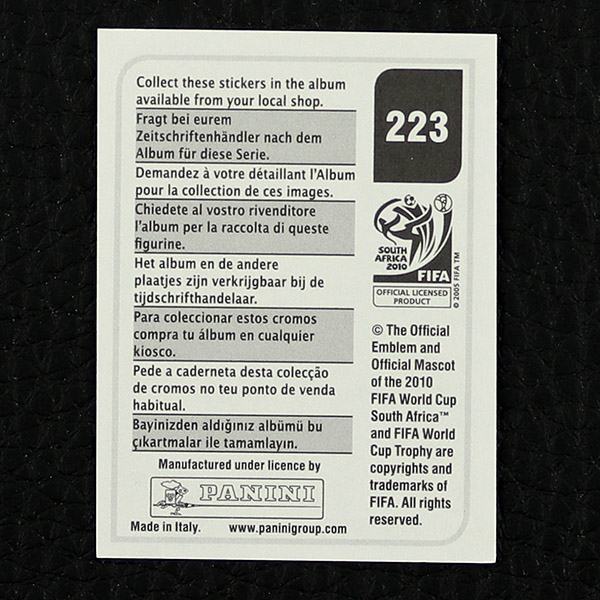 Collect these stickers in the album
available from your local shop.
Fragt bei eurem
Zeitschriftenhändler nach dem
Album für diese Serie.
Demandez à votre détaillant l'Album
pour la collection de ces images.
Chiedete al vostro rivenditore
l'album per la raccolta di queste
figurine.
Het album en de andere
plaatjes zijn verkrijgbaar bij de
tijdschrifthandelaar.
Para coleccionar estos cromos
compra tu álbum en cualquier
kiosco.
Pede a caderneta desta colecção
de cromos no teu ponto de venda
habitual.
Bayinizden aldığınız albümü bu
çıkartmalar ile tamamlayın.
Manufactured under licence by
PANINI
Made in Italy. www.paninigroup.com
223
SOUTH
AFRICA
2010
FIFA
OFFICIAL LICENSED
PRODUCT
© 2005 FIFA TM
© The Official
Emblem and
Official Mascot
of the 2010
FIFA World Cup
South Africa™
and FIFA World
Cup Trophy are
copyrights and
trademarks of
FIFA. All rights
reserved.